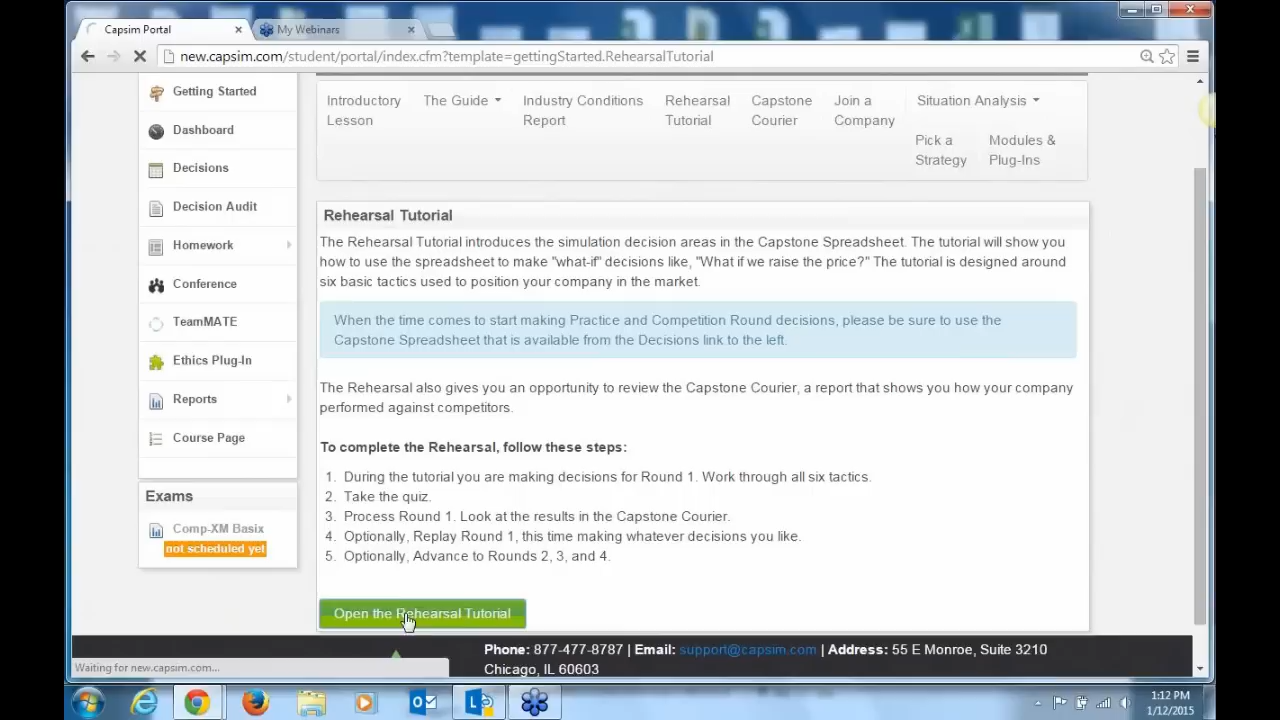 Capsim Portal
My Webinars
new.capsim.com/student/portal/index.cfm?template=gettingStarted.RehearsalTutorial
Getting Started
Dashboard
Decisions
Decision Audit
Homework
Conference
TeamMATE
Ethics Plug-In
Reports
Course Page
Exams
Comp-XM Basix
not scheduled yet
Introductory
Lesson
The Guide
Industry Conditions
Report
Rehearsal
Tutorial
Capstone
Courier
Join a
Company
Situation Analysis
Pick a
Strategy
Modules &
Plug-Ins
Rehearsal Tutorial
The Rehearsal Tutorial introduces the simulation decision areas in the Capstone Spreadsheet. The tutorial will show you
how to use the spreadsheet to make "what-if" decisions like, "What if we raise the price?" The tutorial is designed around
six basic tactics used to position your company in the market.
When the time comes to start making Practice and Competition Round decisions, please be sure to use the
Capstone Spreadsheet that is available from the Decisions link to the left.
The Rehearsal also gives you an opportunity to review the Capstone Courier, a report that shows you how your company
performed against competitors.
To complete the Rehearsal, follow these steps:
1. During the tutorial you are making decisions for Round 1. Work through all six tactics.
2. Take the quiz.
3. Process Round 1. Look at the results in the Capstone Courier.
4. Optionally, Replay Round 1, this time making whatever decisions you like.
5. Optionally, Advance to Rounds 2, 3, and 4.
Open the Rehearsal Tutorial
Phone: 877-477-8787 | Email: support@capsim.com | Address: 55 E Monroe, Suite 3210
Chicago, IL 60603
Waiting for new.capsim.com...
1:12 PM
1/12/2015